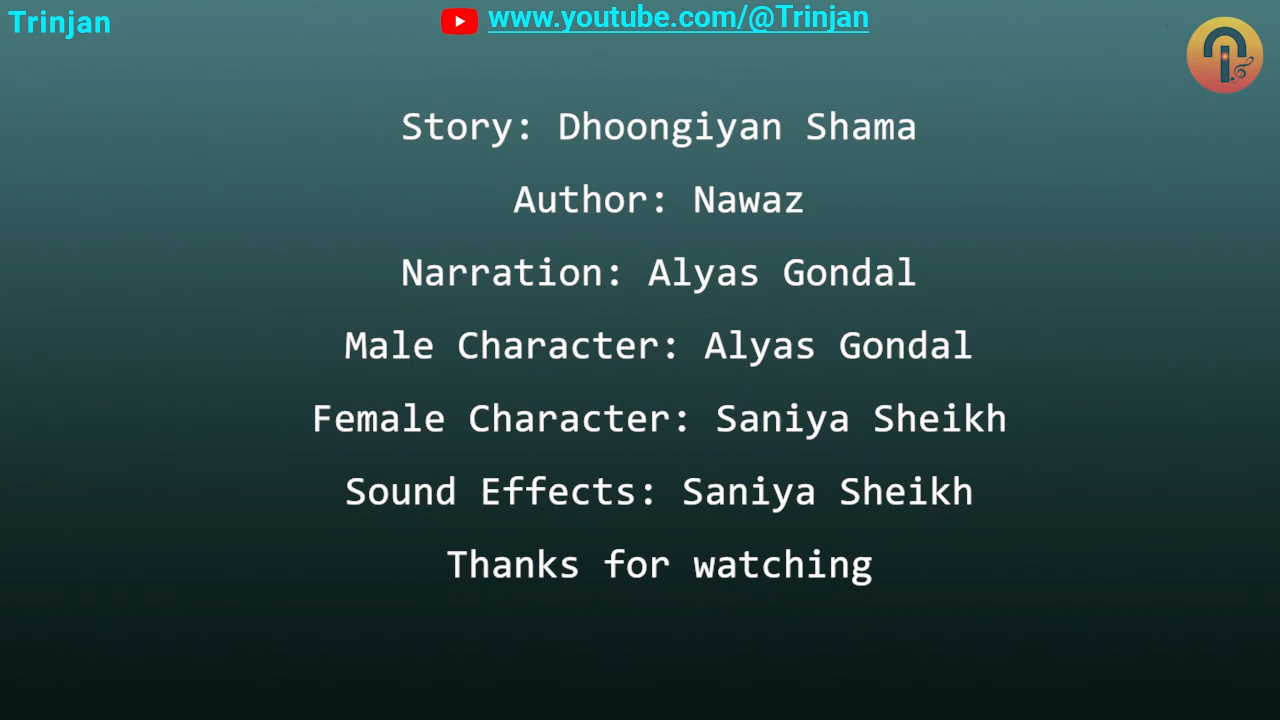 Trinjan
www.youtube.com/@Trinjan
Story: Dhoongiyan Shama
Author: Nawaz
Narration: Alyas Gondal
Male Character: Alyas Gondal
Female Character: Saniya Sheikh
Sound Effects: Saniya Sheikh
Thanks for watching